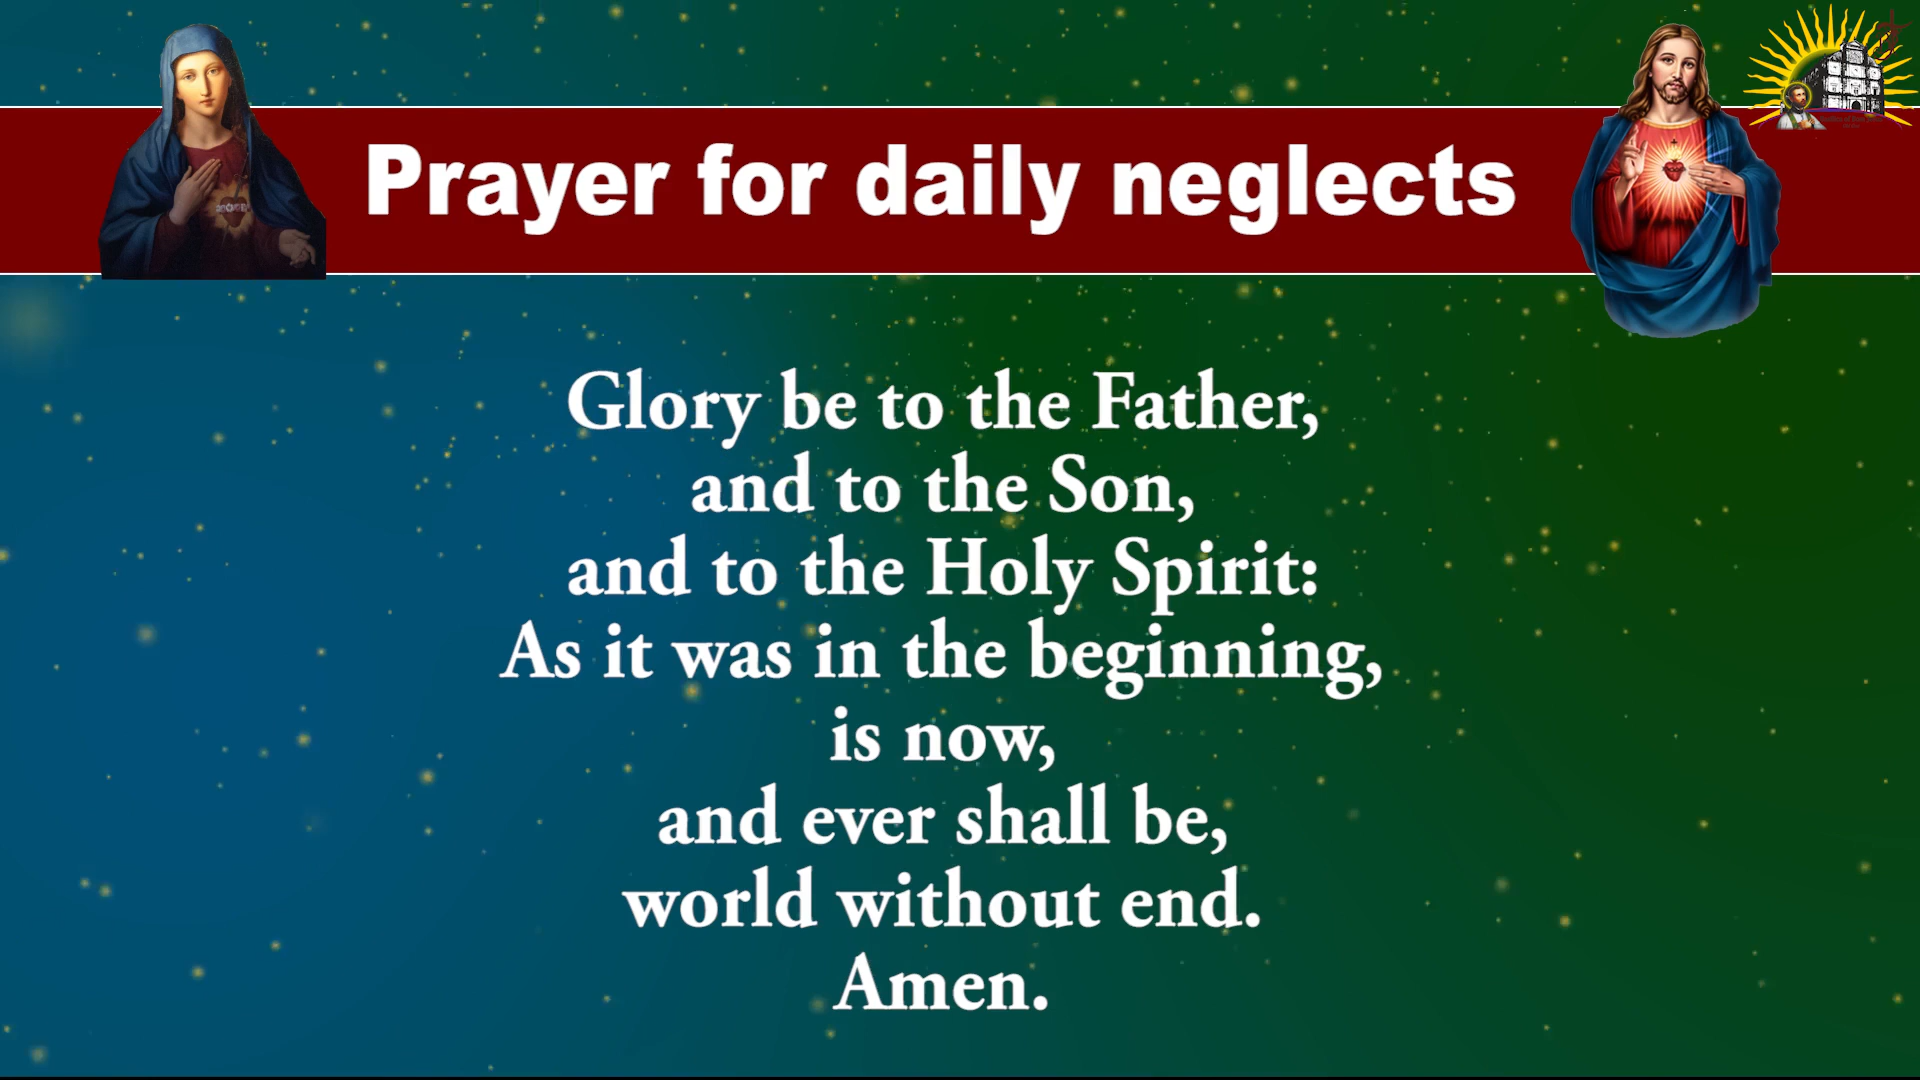 Prayer for daily neglects
Glory be to the Father,
and to the Son,
and to the Holy Spirit:
As it was in the beginning,
is now,
and ever shall be,
world without end.
Amen.